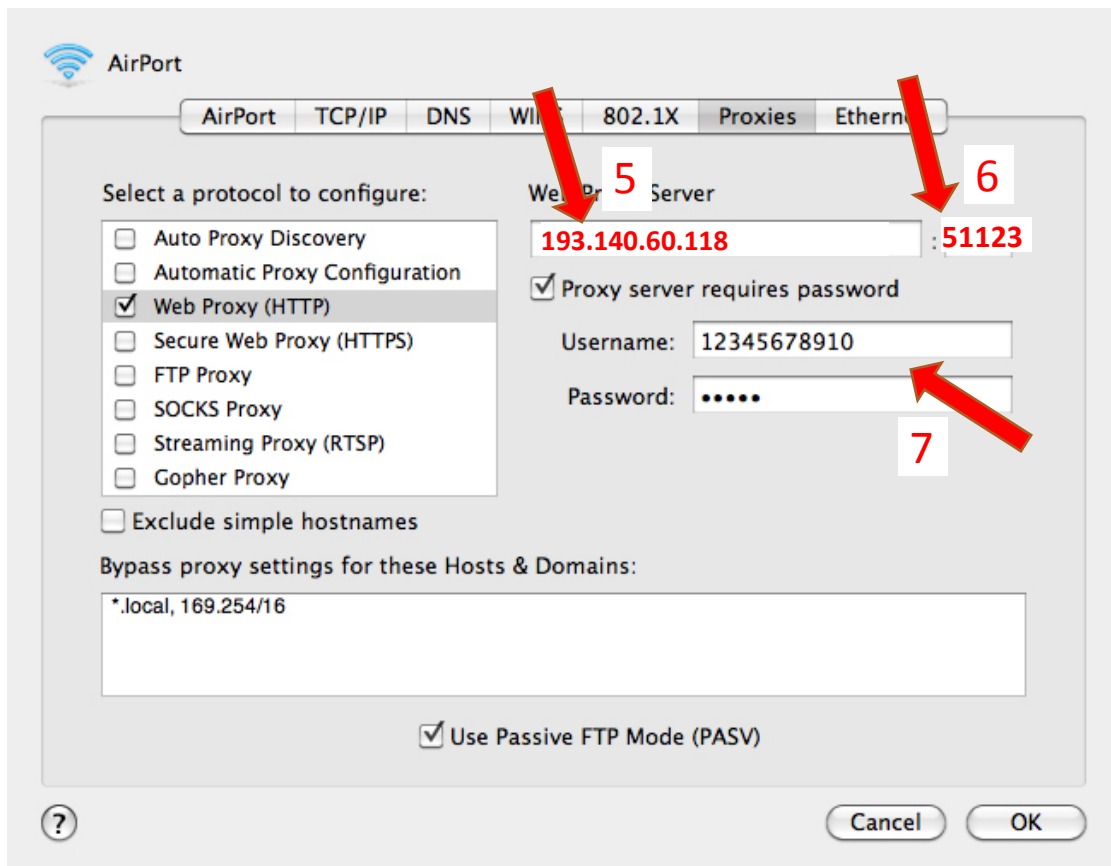 AirPort
AirPort TCP/IP DNS 802.1X Proxies
5
6
Select a protocol to configure:
Auto Proxy Discovery
Automatic Proxy Configuration
Web Proxy (HTTP)
Secure Web Proxy (HTTPS)
FTP Proxy
SOCKS Proxy
Streaming Proxy (RTSP)
Gopher Proxy
Exclude simple hostnames
Server
193.140.60.118 : 51123
Proxy server requires password
Username: 12345678910
Password: •••••
7
Bypass proxy settings for these Hosts & Domains:
*.local, 169.254/16
Use Passive FTP Mode (PASV)
? Cancel OK